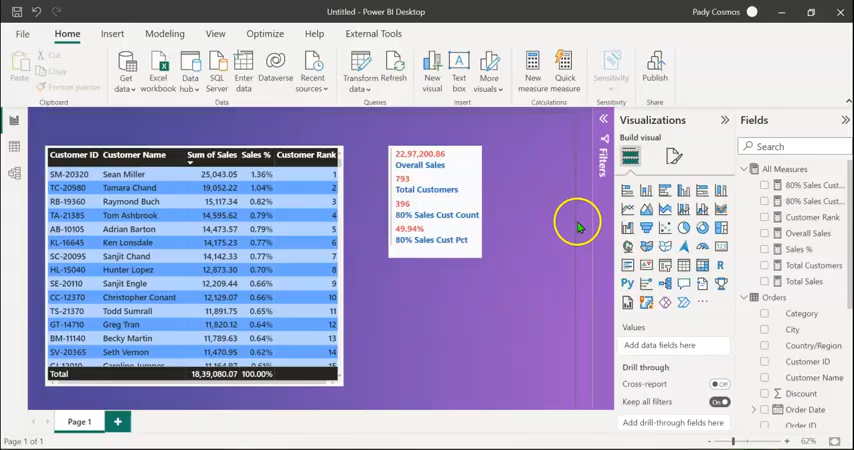 Untitled - Power BI Desktop
Pady Cosmos
File Home Insert Modeling View Optimize Help External Tools
Paste
Cut
Copy
Format painter
Get data
Excel workbook
Data hub
SQL Server
Enter data
Dataverse
Recent sources
Transform data
Refresh
New visual
Text box
More visuals
New measure
Quick measure
Sensitivity
Publish
Clipboard Data Queries Insert Calculations Sensitivity Share
Customer ID Customer Name Sum of Sales Sales % Customer Rank
SM-20320 Sean Miller 25,043.05 1.36% 1
TC-20980 Tamara Chand 19,052.22 1.04% 2
RB-19360 Raymond Buch 15,117.34 0.82% 3
TA-21385 Tom Ashbrook 14,595.62 0.79% 4
AB-10105 Adrian Barton 14,473.57 0.79% 5
KL-16645 Ken Lonsdale 14,175.23 0.77% 6
SC-20095 Sanjit Chand 14,142.33 0.77% 7
HL-15040 Hunter Lopez 12,873.30 0.70% 8
SE-20110 Sanjit Engle 12,209.44 0.66% 9
CC-12370 Christopher Conant 12,129.07 0.66% 10
TS-21370 Todd Sumrall 11,891.75 0.65% 11
GT-14710 Greg Tran 11,820.12 0.64% 12
BM-11140 Becky Martin 11,789.63 0.64% 13
SV-20365 Seth Vernon 11,470.95 0.62% 14
Total 18,39,080.07 100.00%
22,97,200.86
Overall Sales
793
Total Customers
396
80% Sales Cust Count
49.94%
80% Sales Cust Pct
Filters
Visualizations
Build visual
R
Py
Values
Add data fields here
Drill through
Cross-report Off
Keep all filters On
Add drill-through fields here
Fields
Search
All Measures
80% Sales Cust...
80% Sales Cust...
Customer Rank
Overall Sales
Sales %
Total Customers
Total Sales
Orders
Category
City
Country/Region
Customer ID
Customer Name
Discount
Order Date
Order ID
Page 1
Page 1 of 1
62%